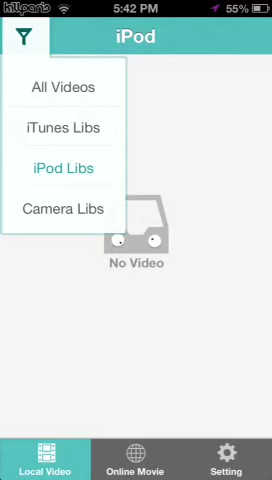 killparis 5:42 PM 55%
iPod
All Videos
iTunes Libs
iPod Libs
Camera Libs
No Video
Local Video Online Movie Setting